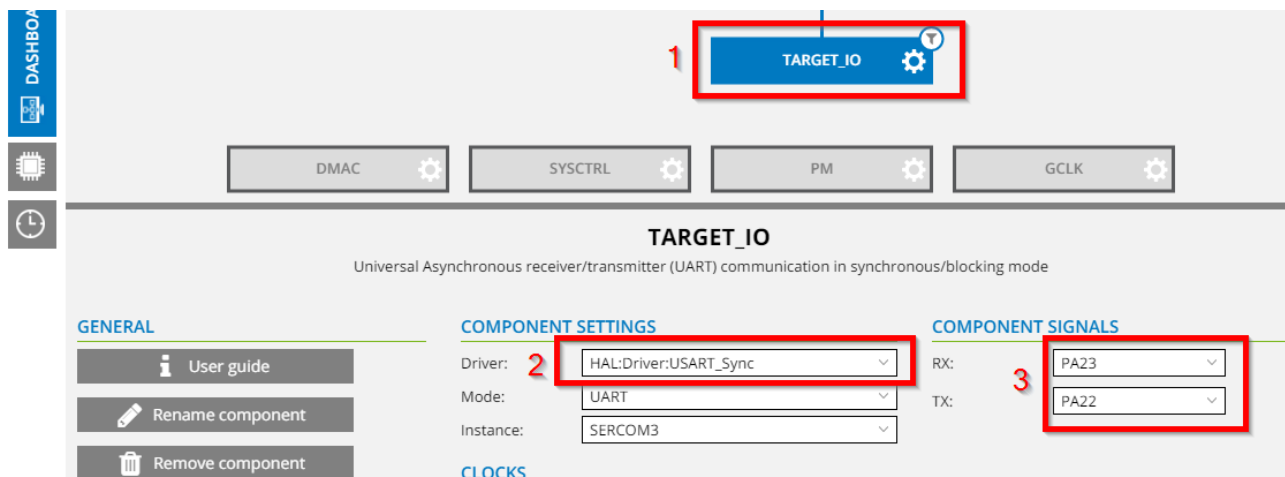 DASHBOA
1
TARGET_IO
DMAC
SYSCTRL
PM
GCLK
TARGET_IO
Universal Asynchronous receiver/transmitter (UART) communication in synchronous/blocking mode
GENERAL
COMPONENT SETTINGS
COMPONENT SIGNALS
User guide
Driver:
2
HAL:Driver:USART_Sync
RX:
3
PA23
Rename component
Mode:
UART
TX:
PA22
Instance:
SERCOM3
Remove component
CLOCKS